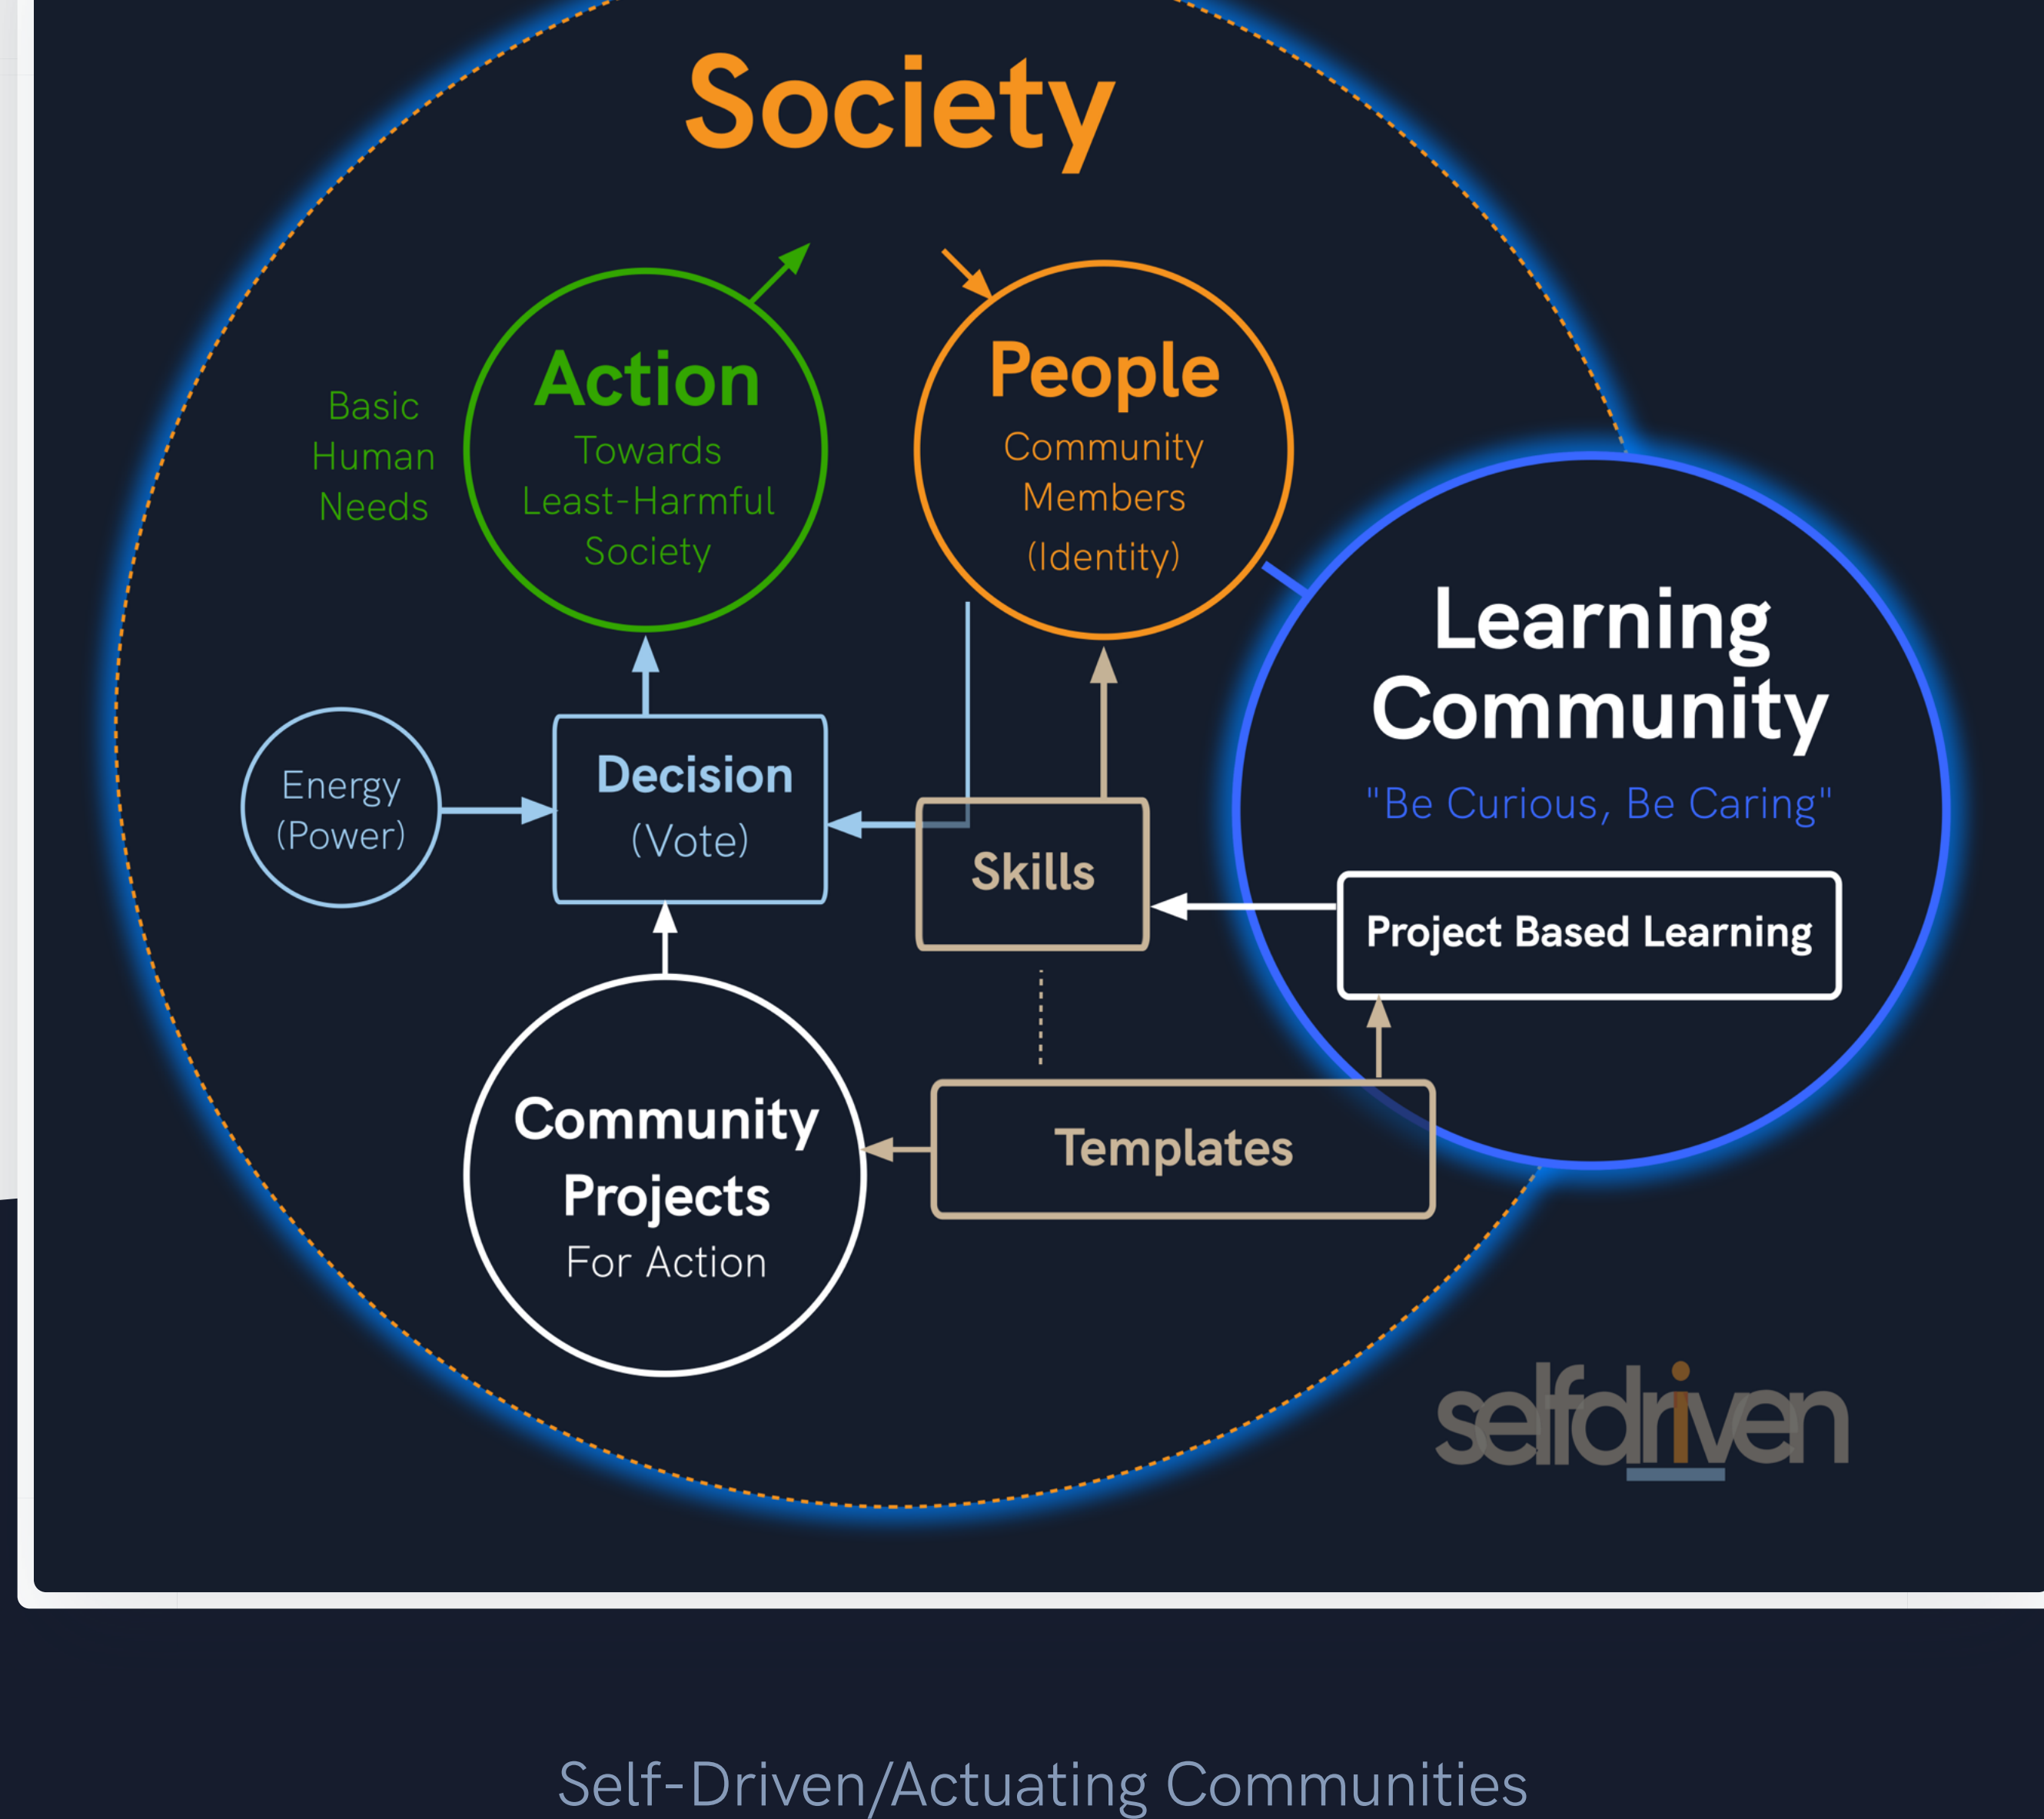 Society
Action
Towards
Least-Harmful
Society
Basic
Human
Needs
People
Community
Members
(Identity)
Learning
Community
"Be Curious, Be Caring"
Project Based Learning
Energy
(Power)
Decision
(Vote)
Skills
Community
Projects
For Action
Templates
selfdriven
Self-Driven/Actuating Communities